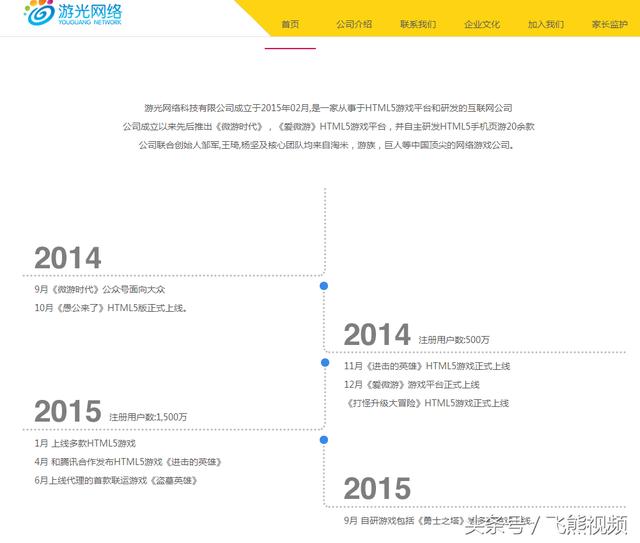 游光网络
YOUGUANG NETWORK
首页 公司介绍 联系我们 企业文化 加入我们 家长监护
游光网络科技有限公司成立于2015年02月,是一家从事于HTML5游戏平台和研发的互联网公司
公司成立以来先后推出《微游时代》,《爱微游》HTML5游戏平台，并自主研发HTML5手机页游20余款
公司联合创始人邹军,王琦,杨坚及核心团队均来自淘米，游族，巨人等中国顶尖的网络游戏公司。
2014
9月《微游时代》公众号面向大众
10月《愚公来了》HTML5版正式上线。
2014 注册用户数:500万
11月《进击的英雄》HTML5游戏正式上线
12月《爱微游》游戏平台正式上线
《打怪升级大冒险》HTML5游戏正式上线
2015 注册用户数:1,500万
1月 上线多款HTML5游戏
4月 和腾讯合作发布HTML5游戏《进击的英雄》
6月上线代理的首款联运游戏《盗墓英雄》
2015
9月 自研游戏包括《勇士之塔》
头条号 / 飞熊视频